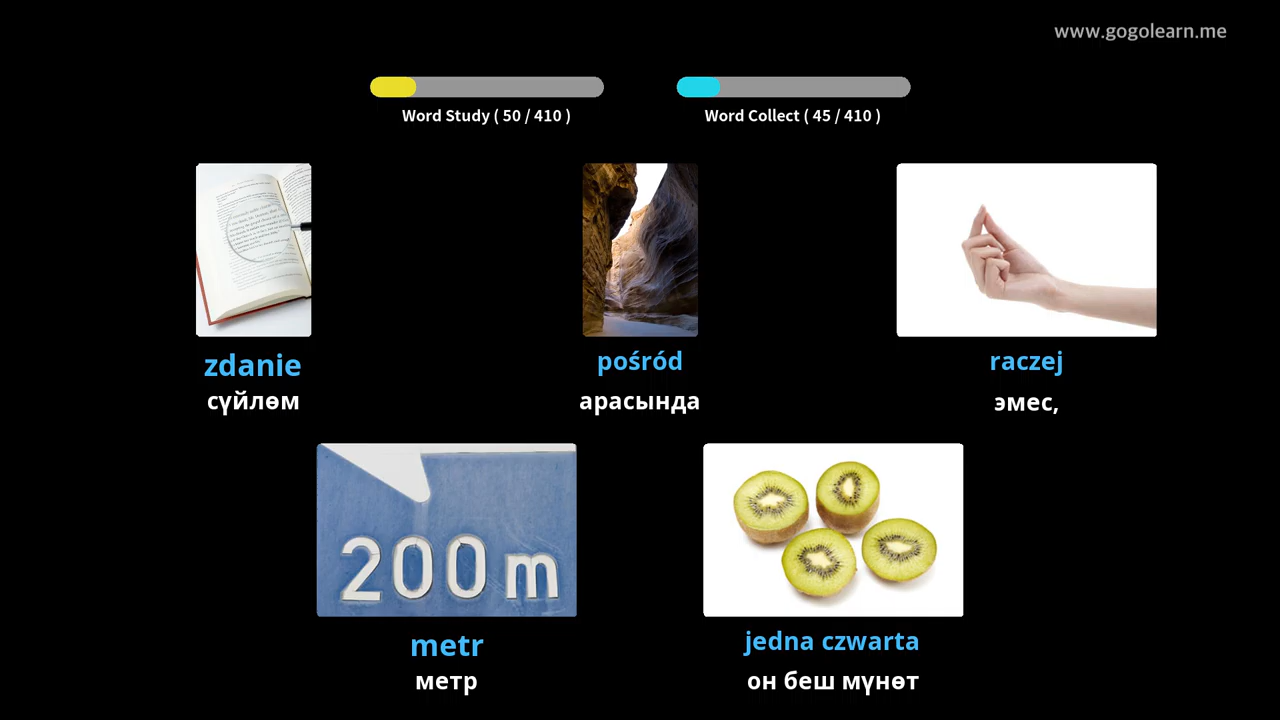 www.gogolearn.me
Word Study ( 50 / 410 )
Word Collect ( 45 / 410 )
zdanie
сүйлөм
pośród
арасында
raczej
эмес,
200 m
metr
метр
jedna czwarta
он беш мүнөт